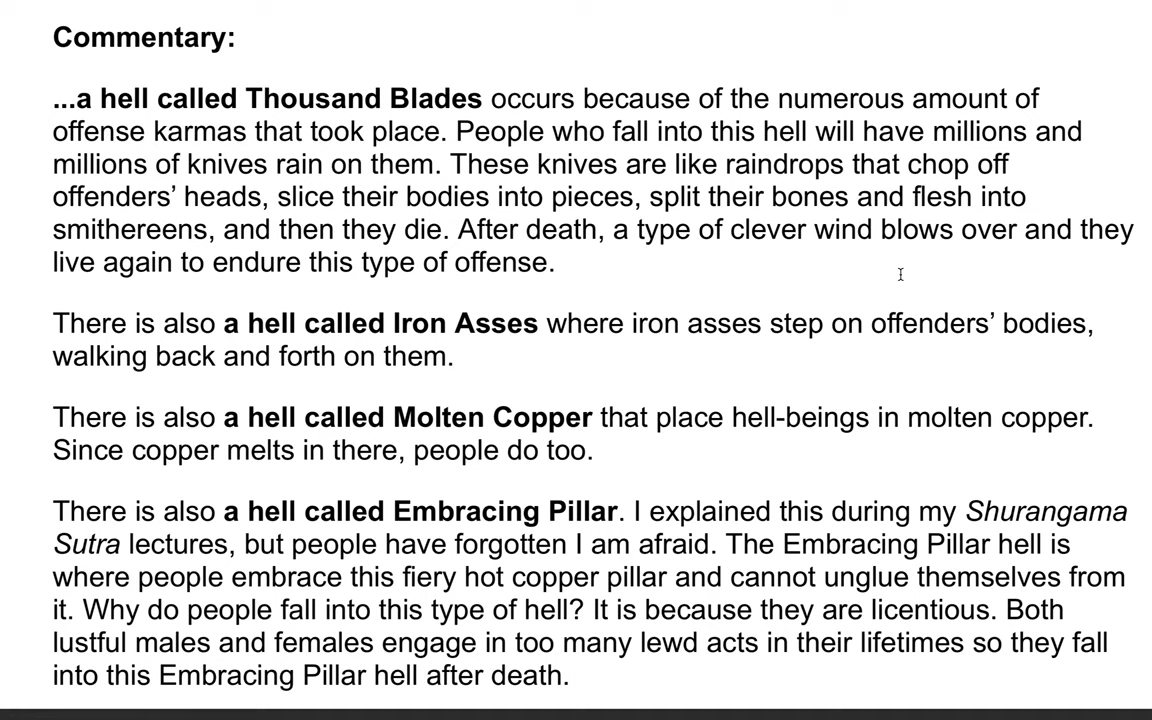 Commentary:
...a hell called Thousand Blades occurs because of the numerous amount of
offense karmas that took place. People who fall into this hell will have millions and
millions of knives rain on them. These knives are like raindrops that chop off
offenders’ heads, slice their bodies into pieces, split their bones and flesh into
smithereens, and then they die. After death, a type of clever wind blows over and they
live again to endure this type of offense.
There is also a hell called Iron Asses where iron asses step on offenders’ bodies,
walking back and forth on them.
There is also a hell called Molten Copper that place hell-beings in molten copper.
Since copper melts in there, people do too.
There is also a hell called Embracing Pillar. I explained this during my Shurangama
Sutra lectures, but people have forgotten I am afraid. The Embracing Pillar hell is
where people embrace this fiery hot copper pillar and cannot unglue themselves from
it. Why do people fall into this type of hell? It is because they are licentious. Both
lustful males and females engage in too many lewd acts in their lifetimes so they fall
into this Embracing Pillar hell after death.